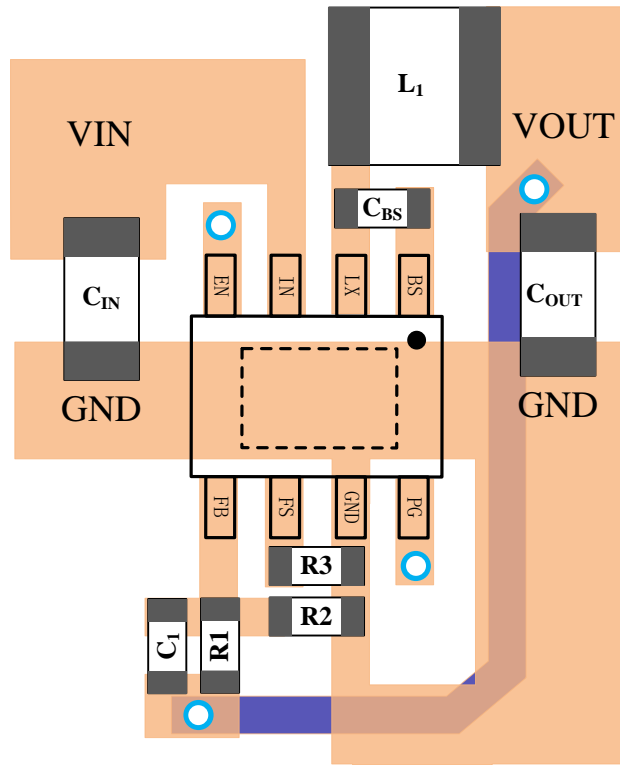 L1
VIN
VOUT
CBS
EN
IN
LX
BS
CIN
COUT
GND
GND
FB
FS
GND
PG
R3
R2
C1
R1